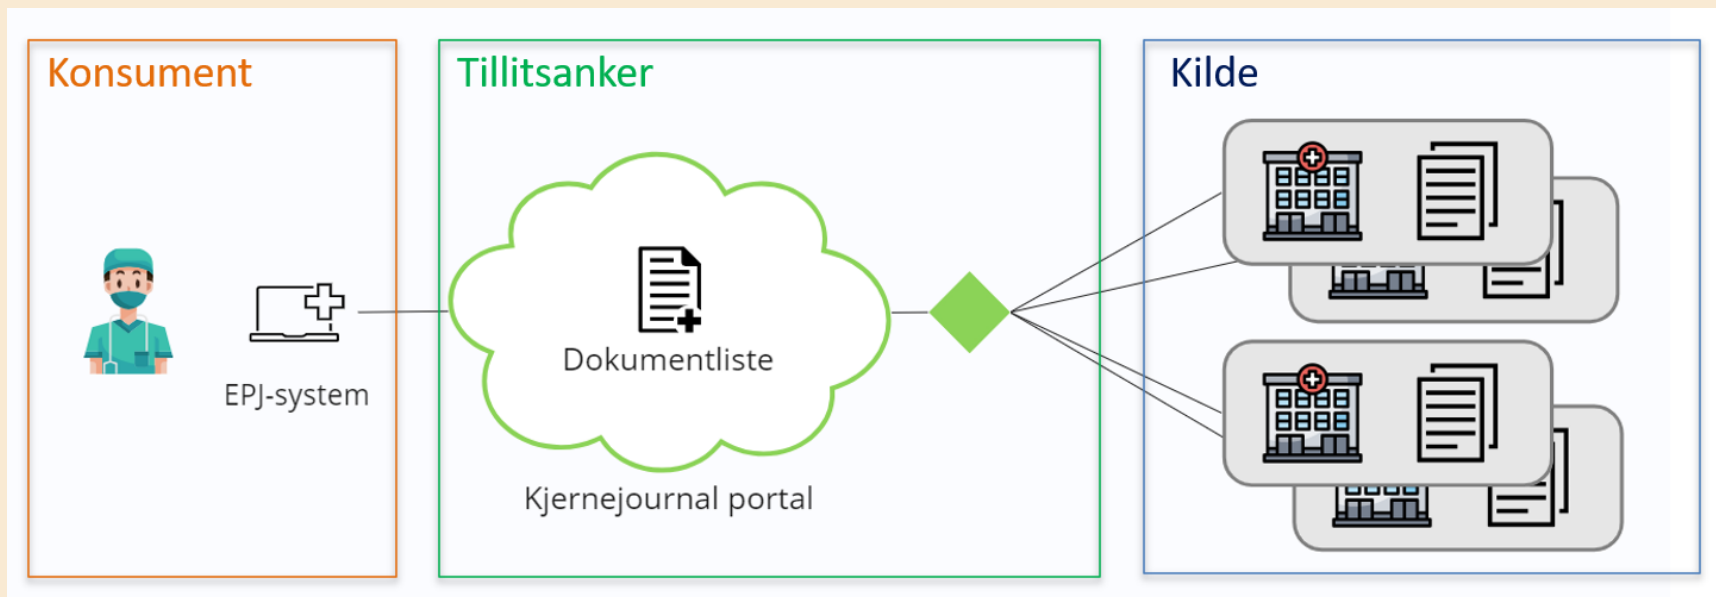 Konsument
EPJ-system
Tillitsanker
Dokumentliste
Kjernejournal portal
Kilde